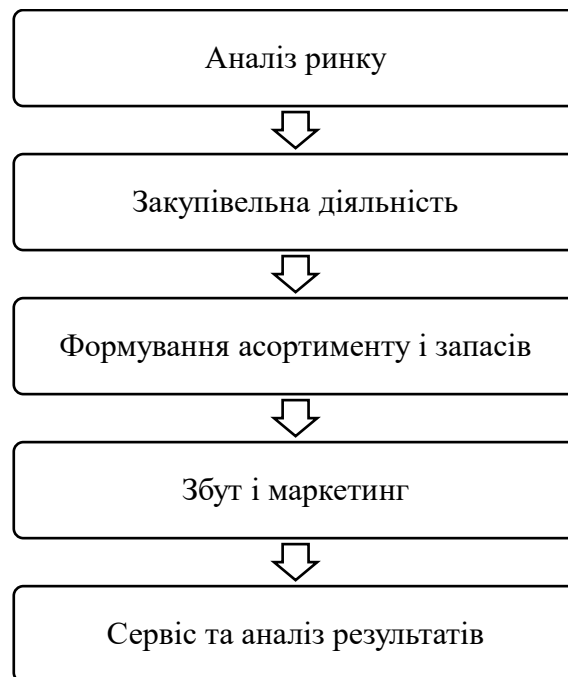 Аналіз ринку
Закупівельна діяльність
Формування асортименту і запасів
Збут і маркетинг
Сервіс та аналіз результатів